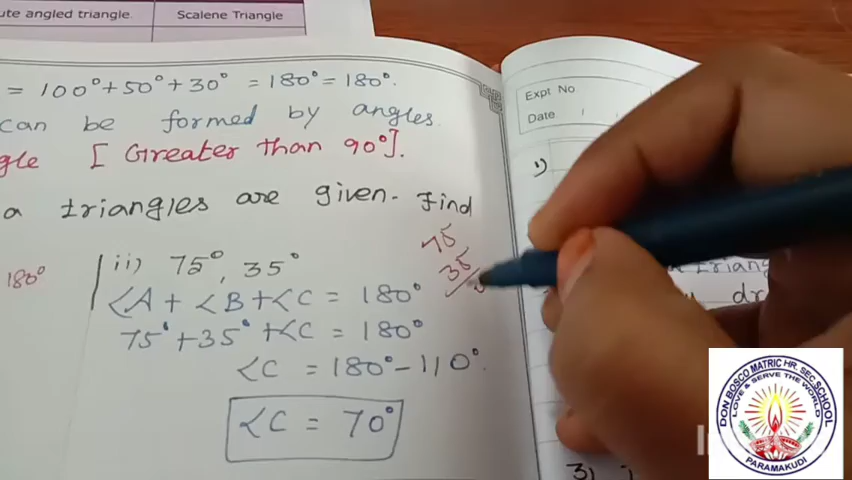 ute angled triangle
Scalene Triangle
= 100° + 50° + 30° = 180° = 180°.
can be formed by angles
gle [Greater than 90°].
a triangles are given. Find
180°
ii) 75°, 35°
<A + <B + <C = 180°
75° + 35° + <C = 180°
<C = 180° - 110°.
<C = 70°
75
35
Expt No
Date
1)
triang
dr
3)
DON BOSCO MATRIC HR. SEC. SCHOOL
LOVE & SERVE THE WORLD
PARAMAKUDI